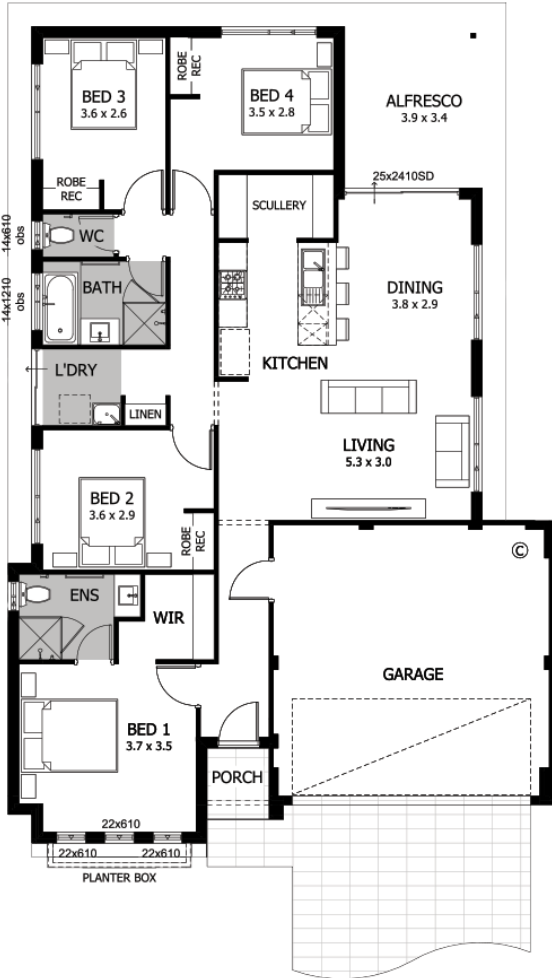 BED 3
3.6 x 2.6
ROBE
REC
BED 4
3.5 x 2.8
ALFRESCO
3.9 x 3.4
25x2410SD
ROBE
REC
SCULLERY
14x610
obs
WC
14x1210
obs
BATH
DINING
3.8 x 2.9
L'DRY
KITCHEN
LINEN
LIVING
5.3 x 3.0
BED 2
3.6 x 2.9
ROBE
REC
©
ENS
WIR
GARAGE
BED 1
3.7 x 3.5
PORCH
22x610
22x610
22x610
PLANTER BOX